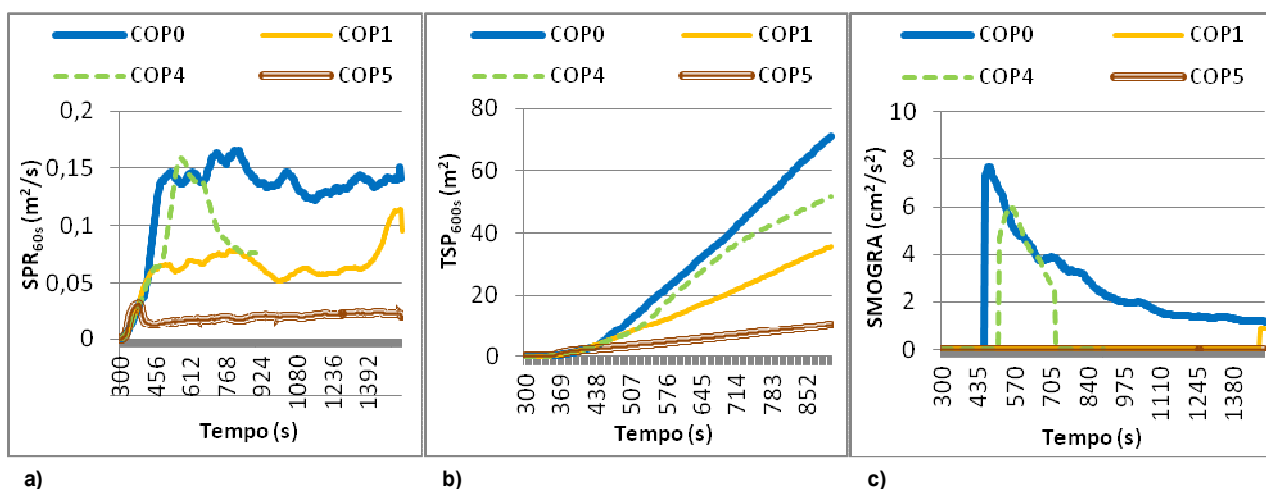 COP0 COP1
COP4 COP5
SPR60s (m²/s)
0,2
0,15
0,1
0,05
0
300 456 612 768 924 1080 1236 1392
Tempo (s)
a)
COP0 COP1
COP4 COP5
TSP600s (m²)
80
60
40
20
0
300 369 438 507 576 645 714 783 852
Tempo (s)
b)
COP0 COP1
COP4 COP5
SMOGRA (cm²/s²)
10
8
6
4
2
0
300 435 570 705 840 975 1110 1245 1380
Tempo (s)
c)